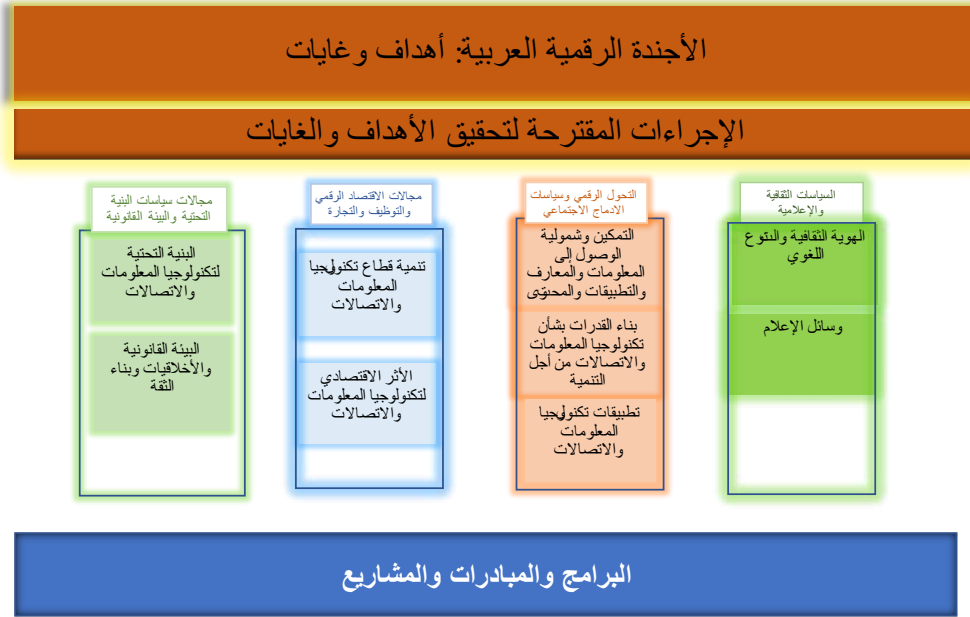 الأجندة الرقمية العربية: أهداف وغايات
الإجراءات المقترحة لتحقيق الأهداف والغايات
السياسات الثقافية
والإعلامية
الهوية الثقافية والتنوع
اللغوي
وسائل الإعلام
التحول الرقمي وسياسات
الادماج الاجتماعي
التمكين وشمولية
الوصول إلى
المعلومات والمعارف
والتطبيقات والمحتوى
بناء القدرات بشأن
تكنولوجيا المعلومات
والاتصالات من أجل
التنمية
تطبيقات تكنولوجيا
المعلومات
والاتصالات
مجالات الاقتصاد الرقمي
والتوظيف والتجارة
تنمية قطاع تكنولوجيا
المعلومات
والاتصالات
الأثر الاقتصادي
لتكنولوجيا المعلومات
والاتصالات
مجالات سياسات البنية
التحتية والبيئة القانونية
البنية التحتية
لتكنولوجيا المعلومات
والاتصالات
البيئة القانونية
والأخلاقيات وبناء
الثقة
البرامج والمبادرات والمشاريع